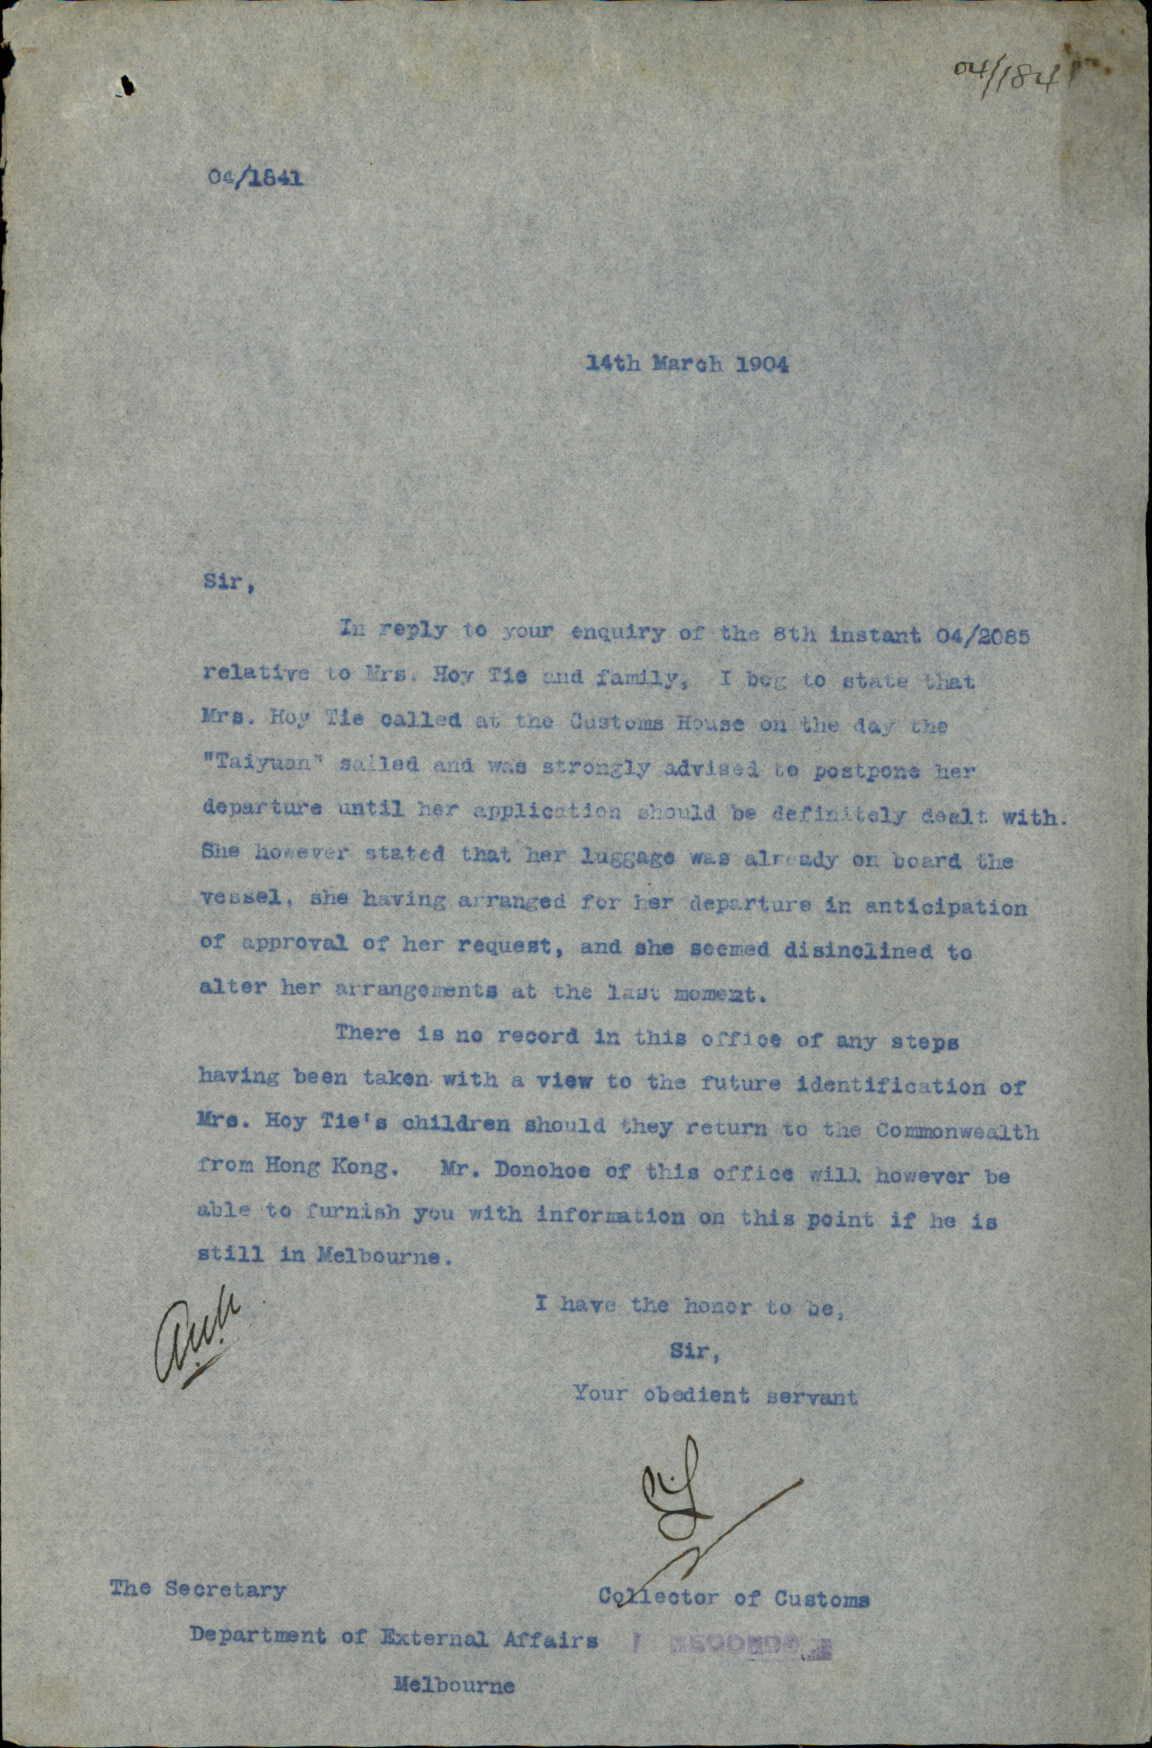 04/184
04/1841
14th March 1904
Sir,
In reply to your enquiry of the 8th instant 04/2085
relative to Mrs. Hoy Tie and family, I beg to state that
Mrs. Hoy Tie called at the Customs House on the day the
"Taiyuan" sailed and was strongly advised to postpone her
departure until her application should be definitely dealt with.
She however stated that her luggage was already on board the
vessel, she having arranged for her departure in anticipation
of approval of her request, and she seemed disinclined to
alter her arrangements at the last moment.
There is no record in this office of any steps
having been taken with a view to the future identification of
Mrs. Hoy Tie's children should they return to the Commonwealth
from Hong Kong. Mr. Donohoe of this office will however be
able to furnish you with information on this point if he is
still in Melbourne.
I have the honor to be,
Sir,
Your obedient servant
The Secretary
Collector of Customs
Department of External Affairs
Melbourne